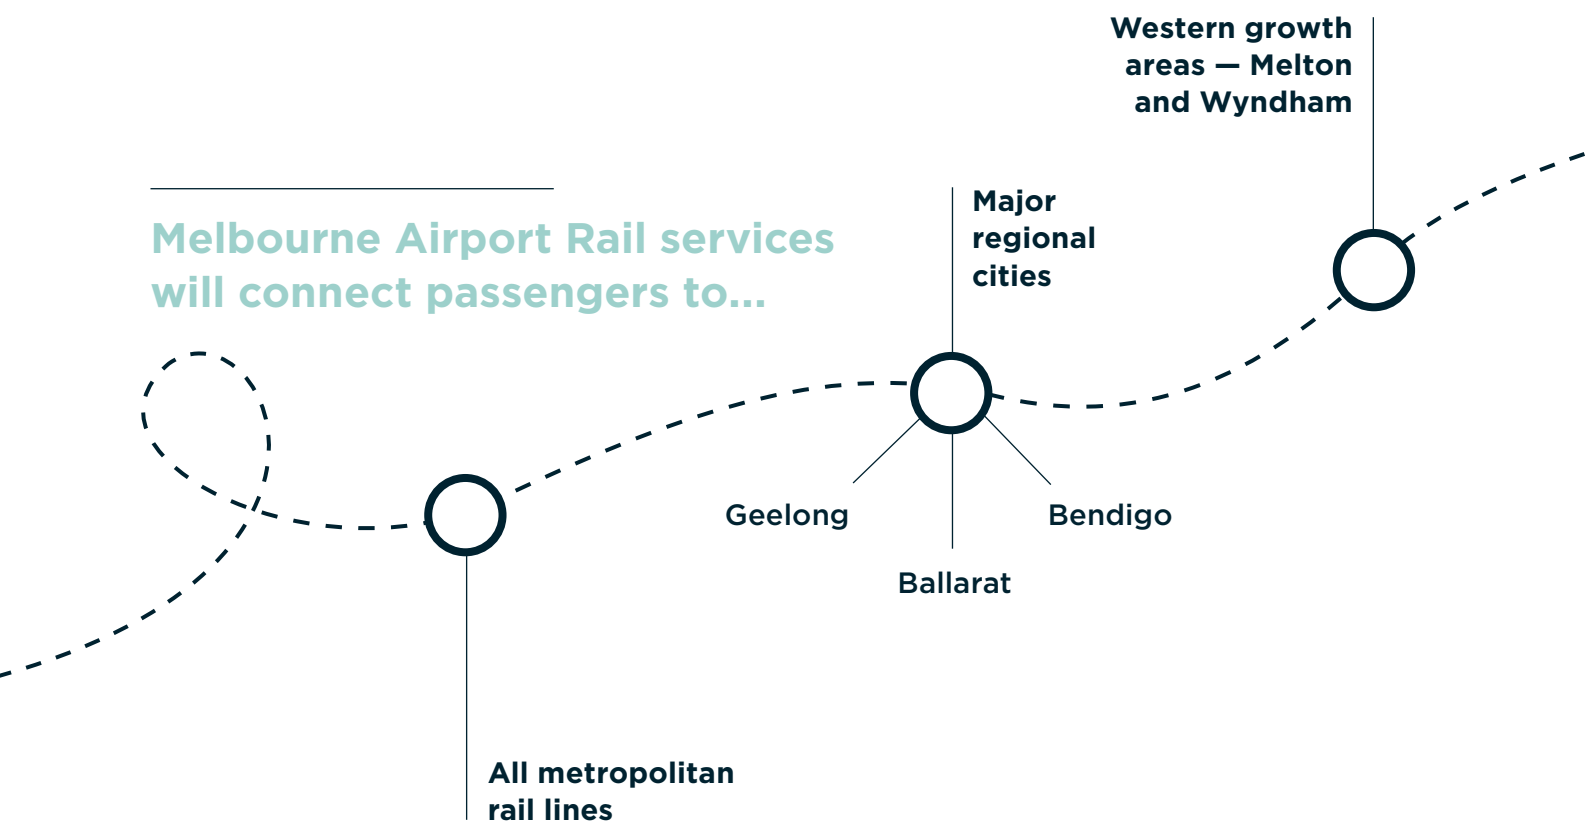 Western growth
areas — Melton
and Wyndham
Melbourne Airport Rail services
will connect passengers to...
Major
regional
cities
Geelong
Bendigo
Ballarat
All metropolitan
rail lines